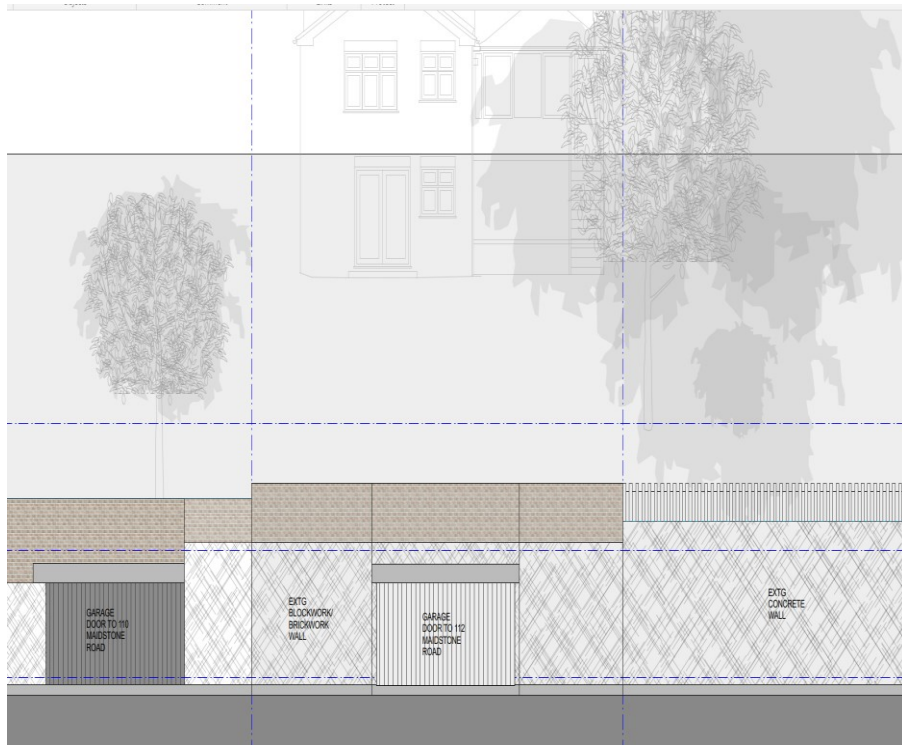 GARAGE
DOOR TO 110
MAIDSTONE
ROAD
EXTG
BLOCKWORK/
BRICKWORK
WALL
GARAGE
DOOR TO 112
MAIDSTONE
ROAD
EXTG
CONCRETE
WALL